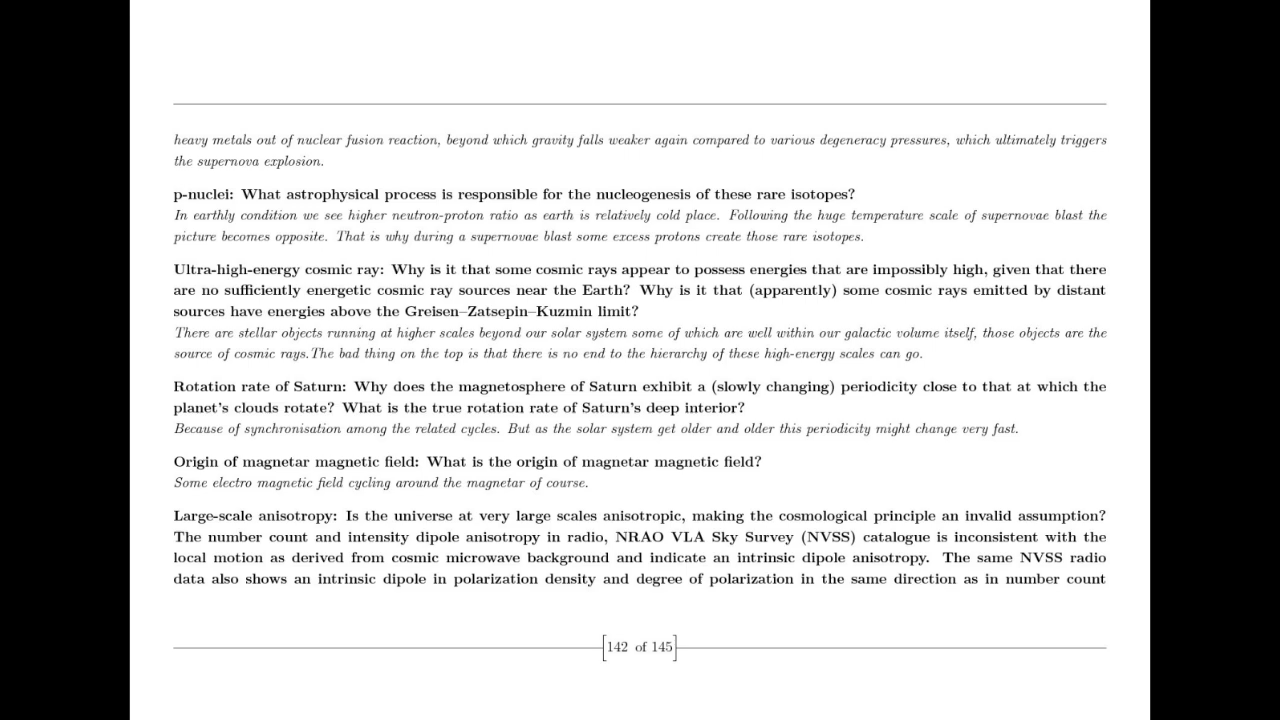 heavy metals out of nuclear fusion reaction, beyond which gravity falls weaker again compared to various degeneracy pressures, which ultimately triggers
the supernova explosion.
p-nuclei: What astrophysical process is responsible for the nucleogenesis of these rare isotopes?
In earthly condition we see higher neutron-proton ratio as earth is relatively cold place. Following the huge temperature scale of supernovae blast the
picture becomes opposite. That is why during a supernovae blast some excess protons create those rare isotopes.
Ultra-high-energy cosmic ray: Why is it that some cosmic rays appear to possess energies that are impossibly high, given that there
are no sufficiently energetic cosmic ray sources near the Earth? Why is it that (apparently) some cosmic rays emitted by distant
sources have energies above the Greisen–Zatsepin–Kuzmin limit?
There are stellar objects running at higher scales beyond our solar system some of which are well within our galactic volume itself, those objects are the
source of cosmic rays.The bad thing on the top is that there is no end to the hierarchy of these high-energy scales can go.
Rotation rate of Saturn: Why does the magnetosphere of Saturn exhibit a (slowly changing) periodicity close to that at which the
planet's clouds rotate? What is the true rotation rate of Saturn's deep interior?
Because of synchronisation among the related cycles. But as the solar system get older and older this periodicity might change very fast.
Origin of magnetar magnetic field: What is the origin of magnetar magnetic field?
Some electro magnetic field cycling around the magnetar of course.
Large-scale anisotropy: Is the universe at very large scales anisotropic, making the cosmological principle an invalid assumption?
The number count and intensity dipole anisotropy in radio, NRAO VLA Sky Survey (NVSS) catalogue is inconsistent with the
local motion as derived from cosmic microwave background and indicate an intrinsic dipole anisotropy. The same NVSS radio
data also shows an intrinsic dipole in polarization density and degree of polarization in the same direction as in number count
[142 of 145]